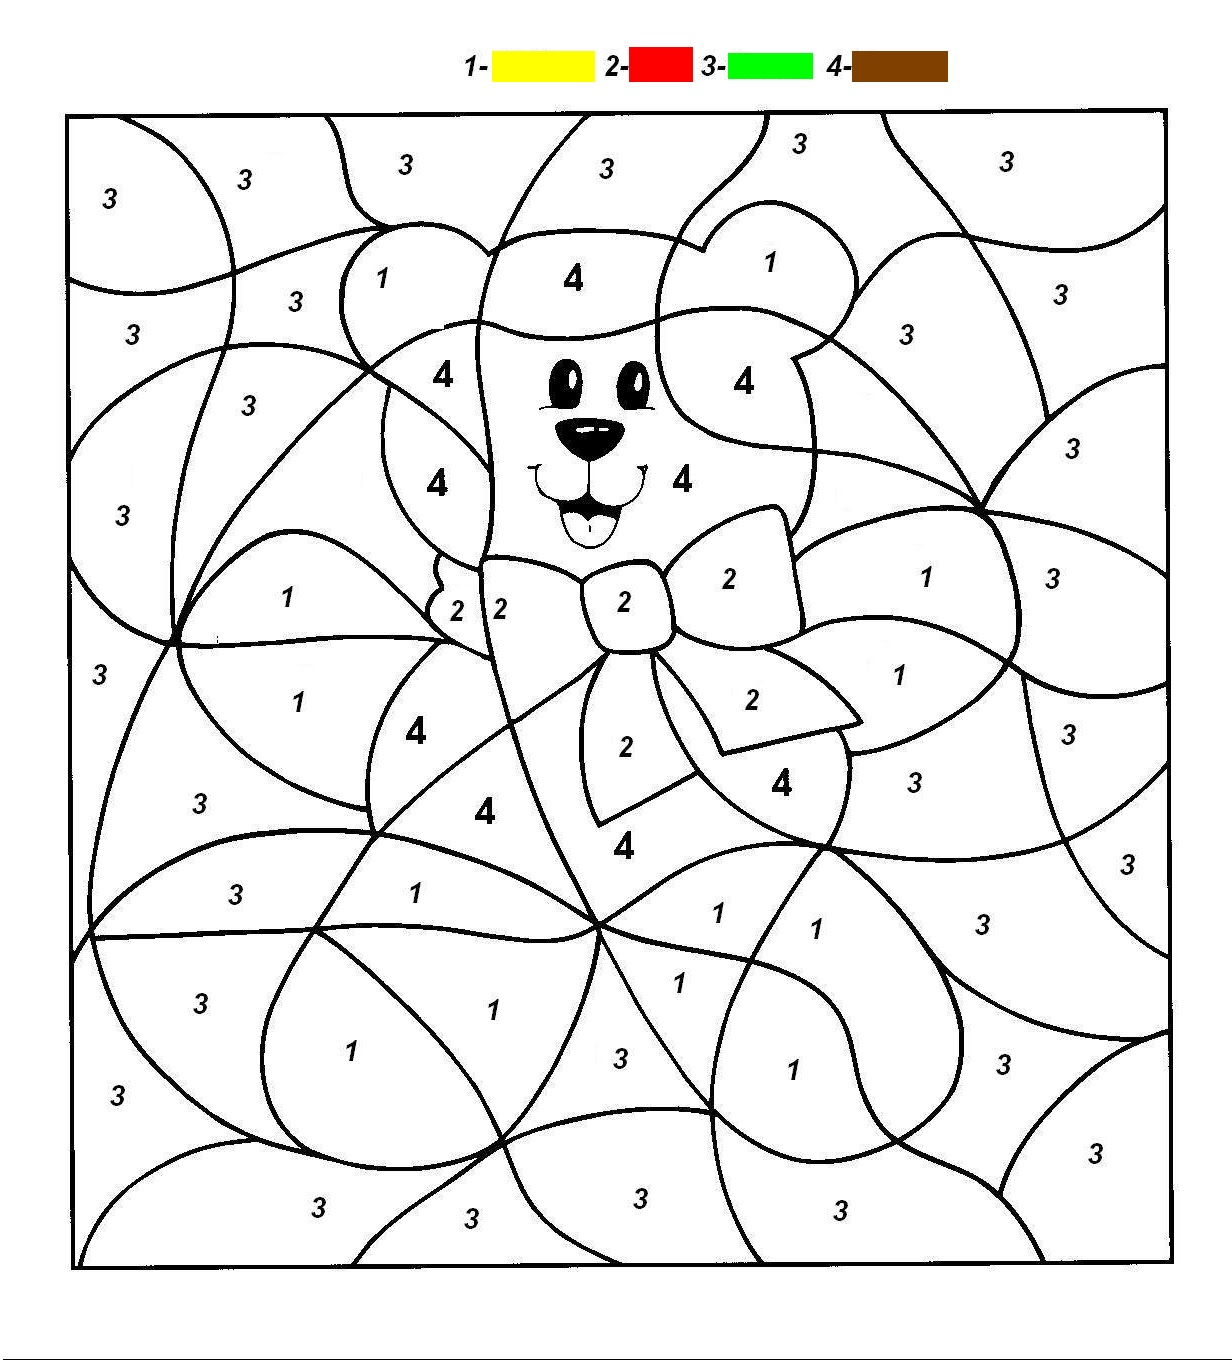 1- 2- 3- 4-
3 3 3 3 3 3
1 4 1
3 3 3 3
3 4 4 3
3 4 4 3
1 2 2 2 2 1 3
3 1 4 2 2 1 3
3 4 4 4 3 3
3 1 1 1 3
3 1 1 3
1 3 1 3
3 3
3 3 3 3 3